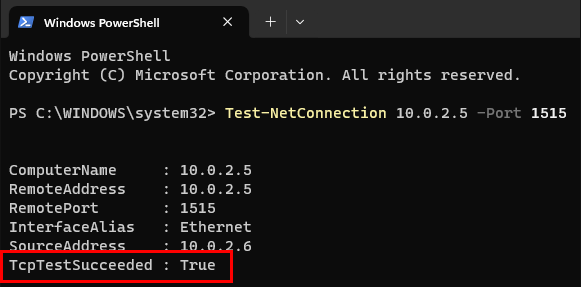 Windows PowerShell
Windows PowerShell
Copyright (C) Microsoft Corporation. All rights reserved.
PS C:\WINDOWS\system32> Test-NetConnection 10.0.2.5 -Port 1515
ComputerName     : 10.0.2.5
RemoteAddress    : 10.0.2.5
RemotePort       : 1515
InterfaceAlias   : Ethernet
SourceAddress    : 10.0.2.6
TcpTestSucceeded : True